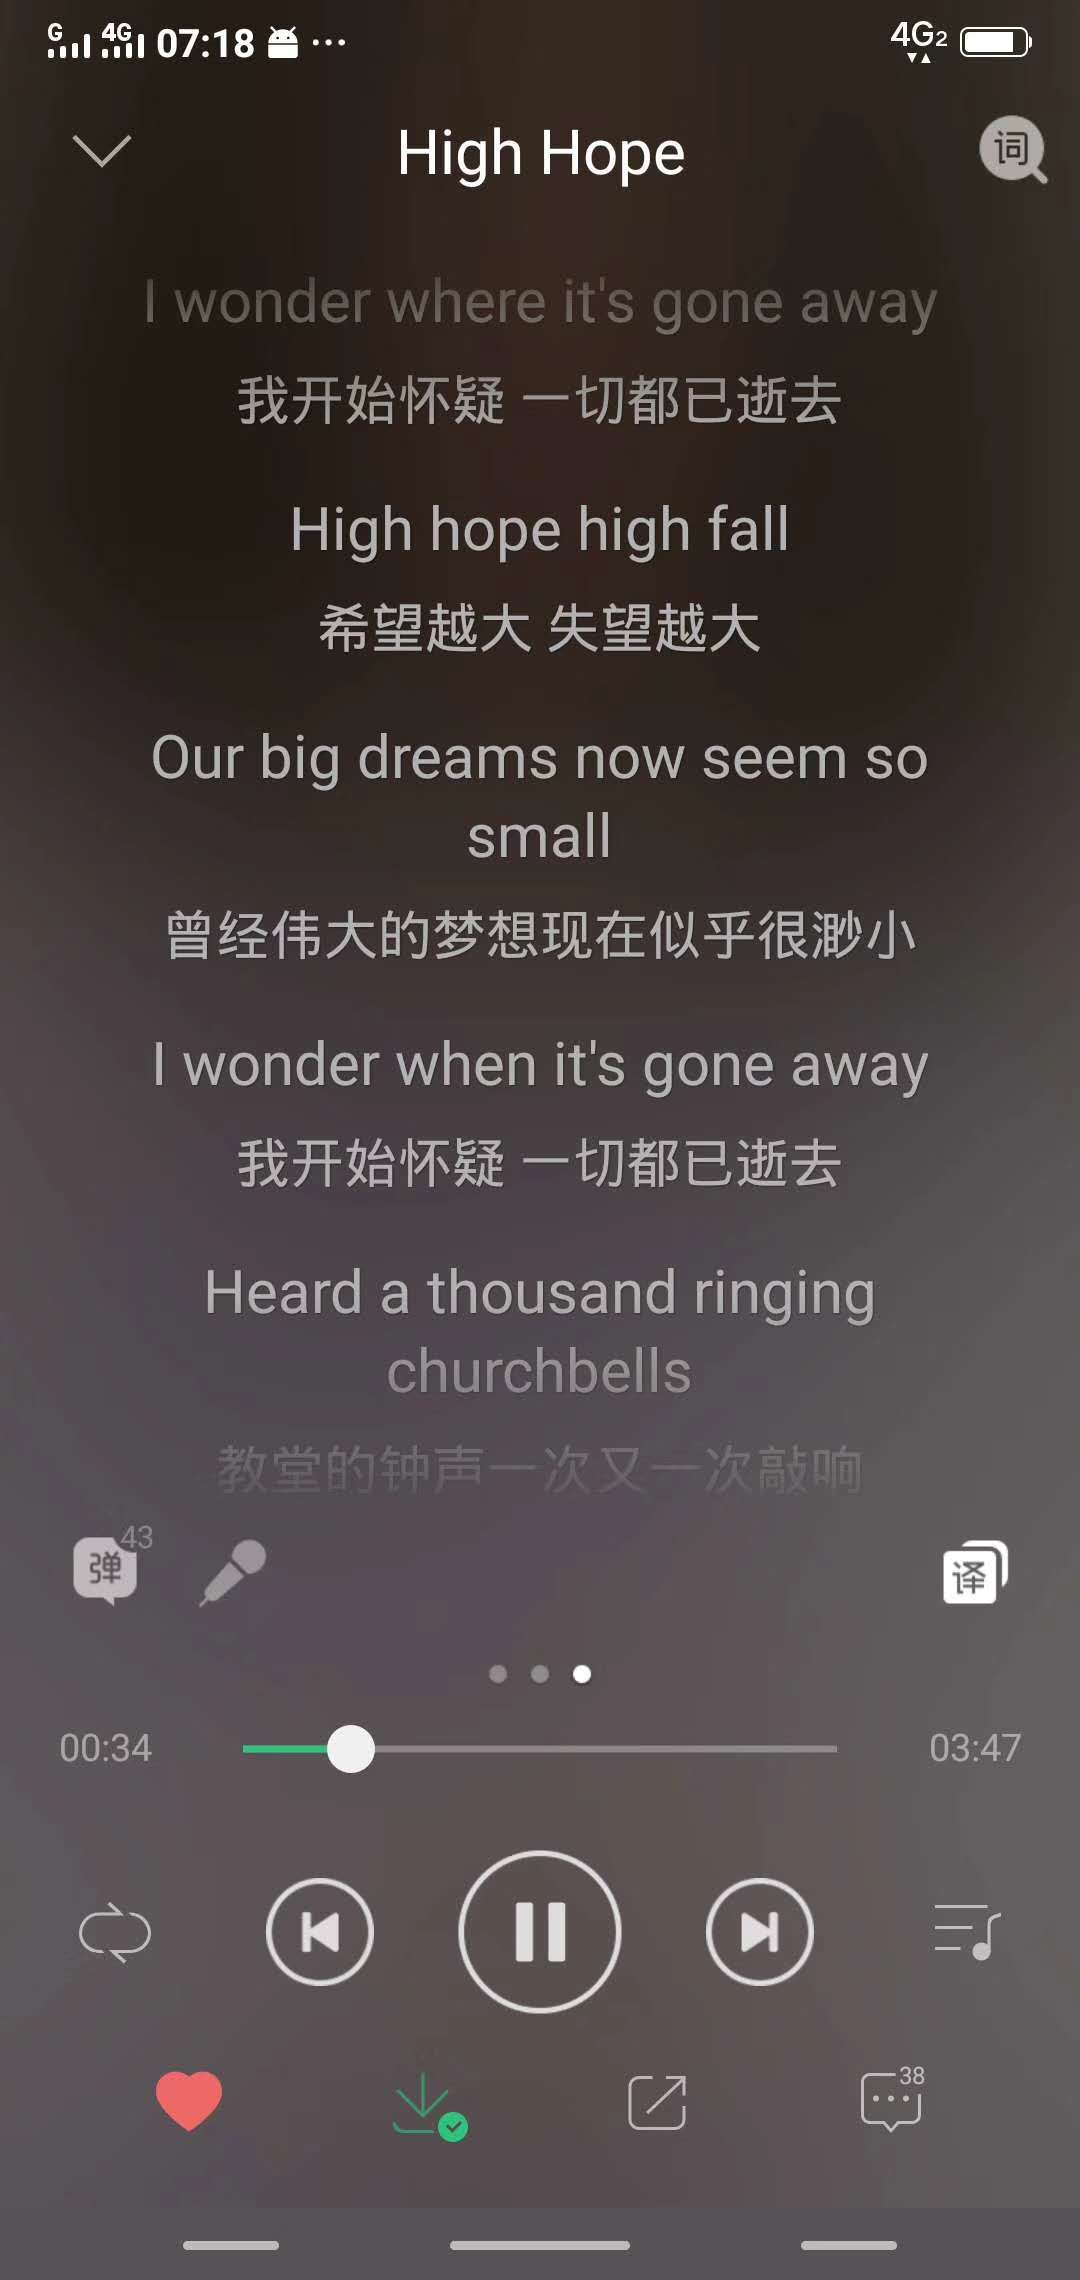 G 4G 07:18 ... 4G2
High Hope
词
I wonder where it's gone away
我开始怀疑 一切都已逝去
High hope high fall
希望越大 失望越大
Our big dreams now seem so
small
曾经伟大的梦想现在似乎很渺小
I wonder when it's gone away
我开始怀疑 一切都已逝去
Heard a thousand ringing
churchbells
教堂的钟声一次又一次敲响
弹 43
译
00:34 03:47
38